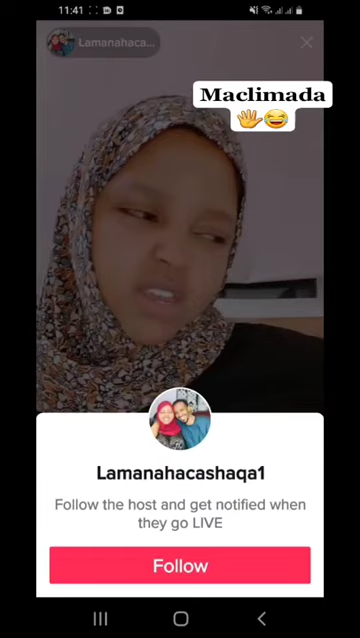 11:41
Lamanahaca...
Maclimada
🖐😂
Lamanahacashaqa1
Follow the host and get notified when
they go LIVE
Follow